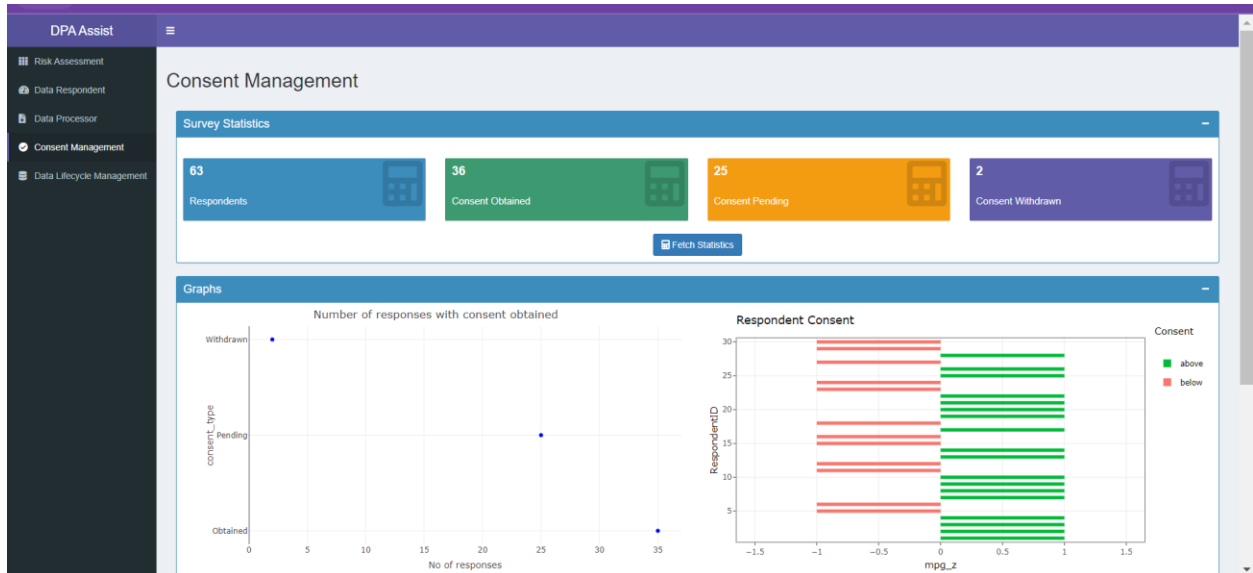 DPA Assist
Risk Assessment
Data Respondent
Data Processor
Consent Management
Data Lifecycle Management
Consent Management
Survey Statistics
63
Respondents
36
Consent Obtained
25
Consent Pending
2
Consent Withdrawn
Fetch Statistics
Graphs
Number of responses with consent obtained
consent_type
Withdrawn
Pending
Obtained
0 5 10 15 20 25 30 35
No of responses
Respondent Consent
RespondentID
30
25
20
15
10
5
−1.5 −1 −0.5 0 0.5 1 1.5
mpg_z
Consent
above
below